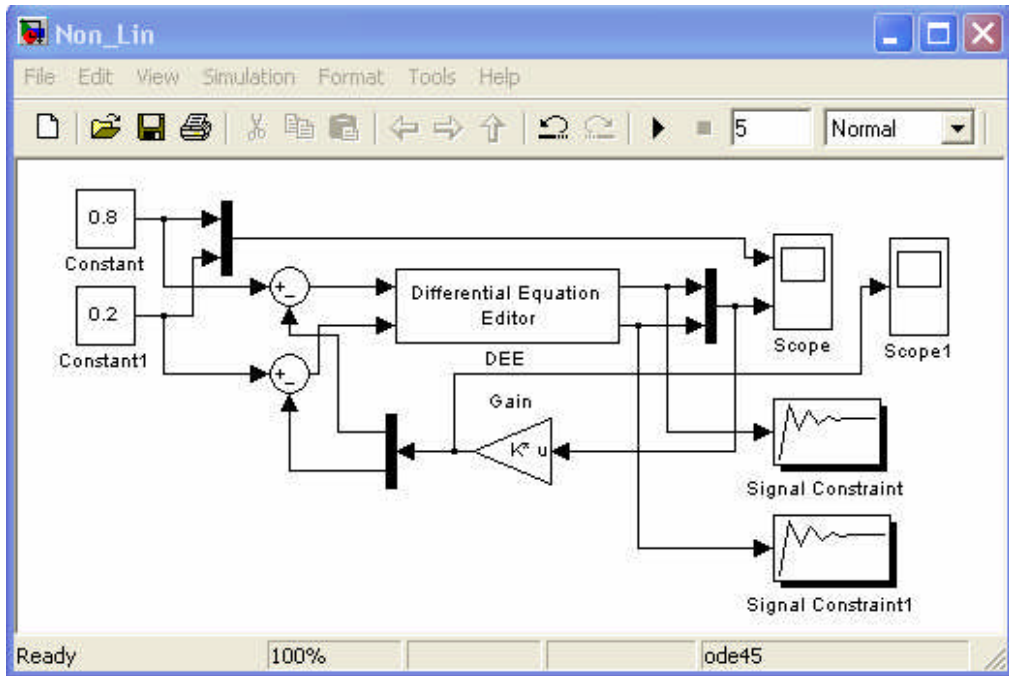 Non_Lin
File Edit View Simulation Format Tools Help
5 Normal
0.8
Constant
0.2
Constant1
+
-
+
-
Differential Equation
Editor
DEE
Gain
K* u
Scope
Scope1
Signal Constraint
Signal Constraint1
Ready 100% ode45